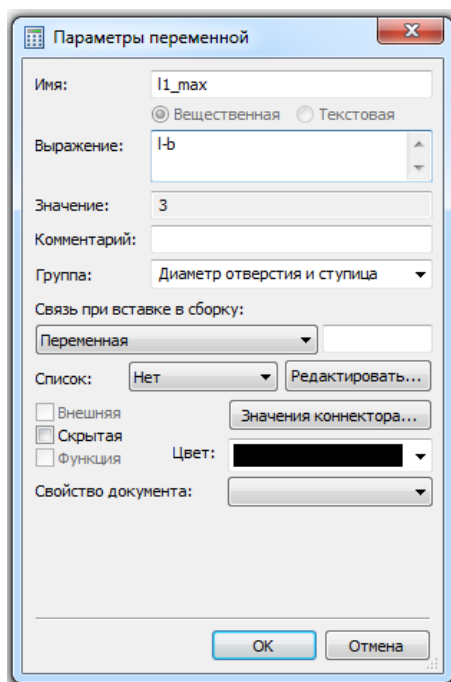 Параметры переменной
Имя: l1_max
Вещественная Текстовая
Выражение: l-b
Значение: 3
Комментарий:
Группа: Диаметр отверстия и ступица
Связь при вставке в сборку:
Переменная
Список: Нет Редактировать...
Внешняя Значения коннектора...
Скрытая
Функция Цвет:
Свойство документа:
OK Отмена